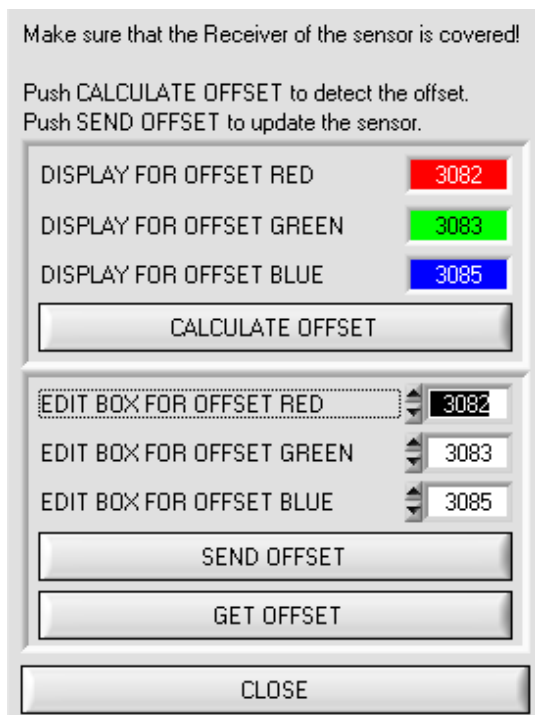 Make sure that the Receiver of the sensor is covered!
Push CALCULATE OFFSET to detect the offset.
Push SEND OFFSET to update the sensor.
DISPLAY FOR OFFSET RED 3082
DISPLAY FOR OFFSET GREEN 3083
DISPLAY FOR OFFSET BLUE 3085
CALCULATE OFFSET
EDIT BOX FOR OFFSET RED 3082
EDIT BOX FOR OFFSET GREEN 3083
EDIT BOX FOR OFFSET BLUE 3085
SEND OFFSET
GET OFFSET
CLOSE